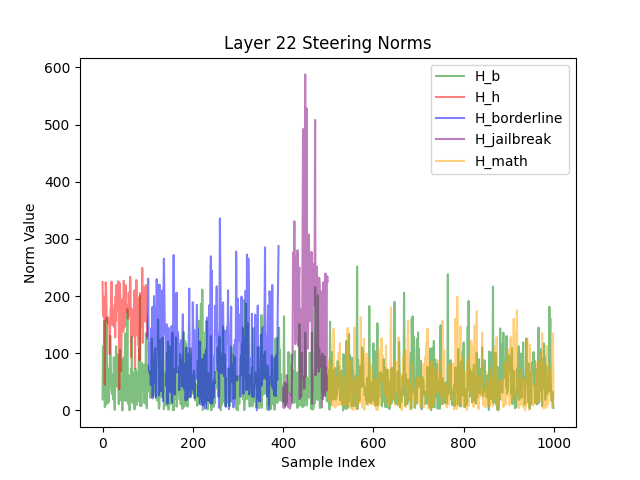 Layer 22 Steering Norms
600
500
400
300
200
100
0
Norm Value
H_b
H_h
H_borderline
H_jailbreak
H_math
0
200
400
600
800
1000
Sample Index